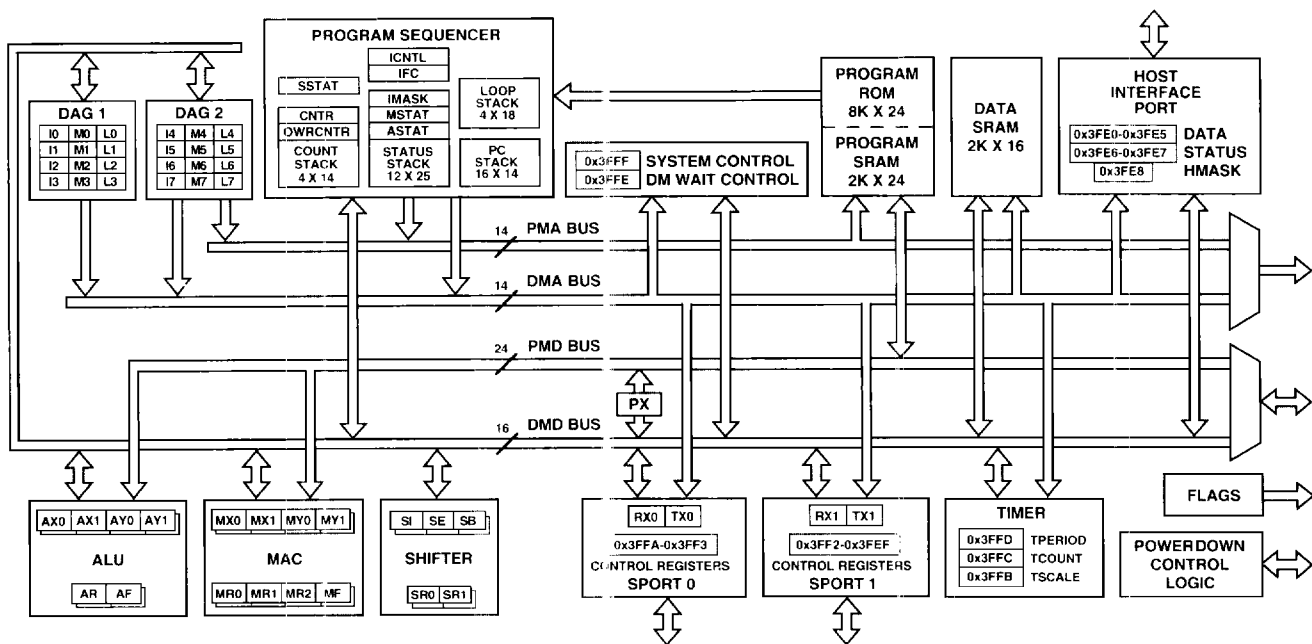 PROGRAM SEQUENCER
ICNTL
IFC
SSTAT
CNTR
OWRCNTR
COUNT
STACK
4 X 14
IMASK
MSTAT
ASTAT
STATUS
STACK
12 X 25
LOOP
STACK
4 X 18
PC
STACK
16 X 14
DAG 1
I0 M0 L0
I1 M1 L1
I2 M2 L2
I3 M3 L3
DAG 2
I4 M4 L4
I5 M5 L5
I6 M6 L6
I7 M7 L7
0x3FFF SYSTEM CONTROL
0x3FFE DM WAIT CONTROL
PROGRAM
ROM
8K X 24
PROGRAM
SRAM
2K X 24
DATA
SRAM
2K X 16
HOST
INTERFACE
PORT
0x3FE0-0x3FE5 DATA
0x3FE6-0x3FE7 STATUS
0x3FE8 HMASK
14 PMA BUS
14 DMA BUS
24 PMD BUS
PX
16 DMD BUS
AX0 AX1 AY0 AY1
ALU
AR AF
MX0 MX1 MY0 MY1
MAC
MR0 MR1 MR2 MF
SI SE SB
SHIFTER
SR0 SR1
RX0 TX0
0x3FFA-0x3FF3
CONTROL REGISTERS
SPORT 0
RX1 TX1
0x3FF2-0x3FEF
CONTROL REGISTERS
SPORT 1
TIMER
0x3FFD TPERIOD
0x3FFC TCOUNT
0x3FFB TSCALE
FLAGS
POWERDOWN
CONTROL
LOGIC